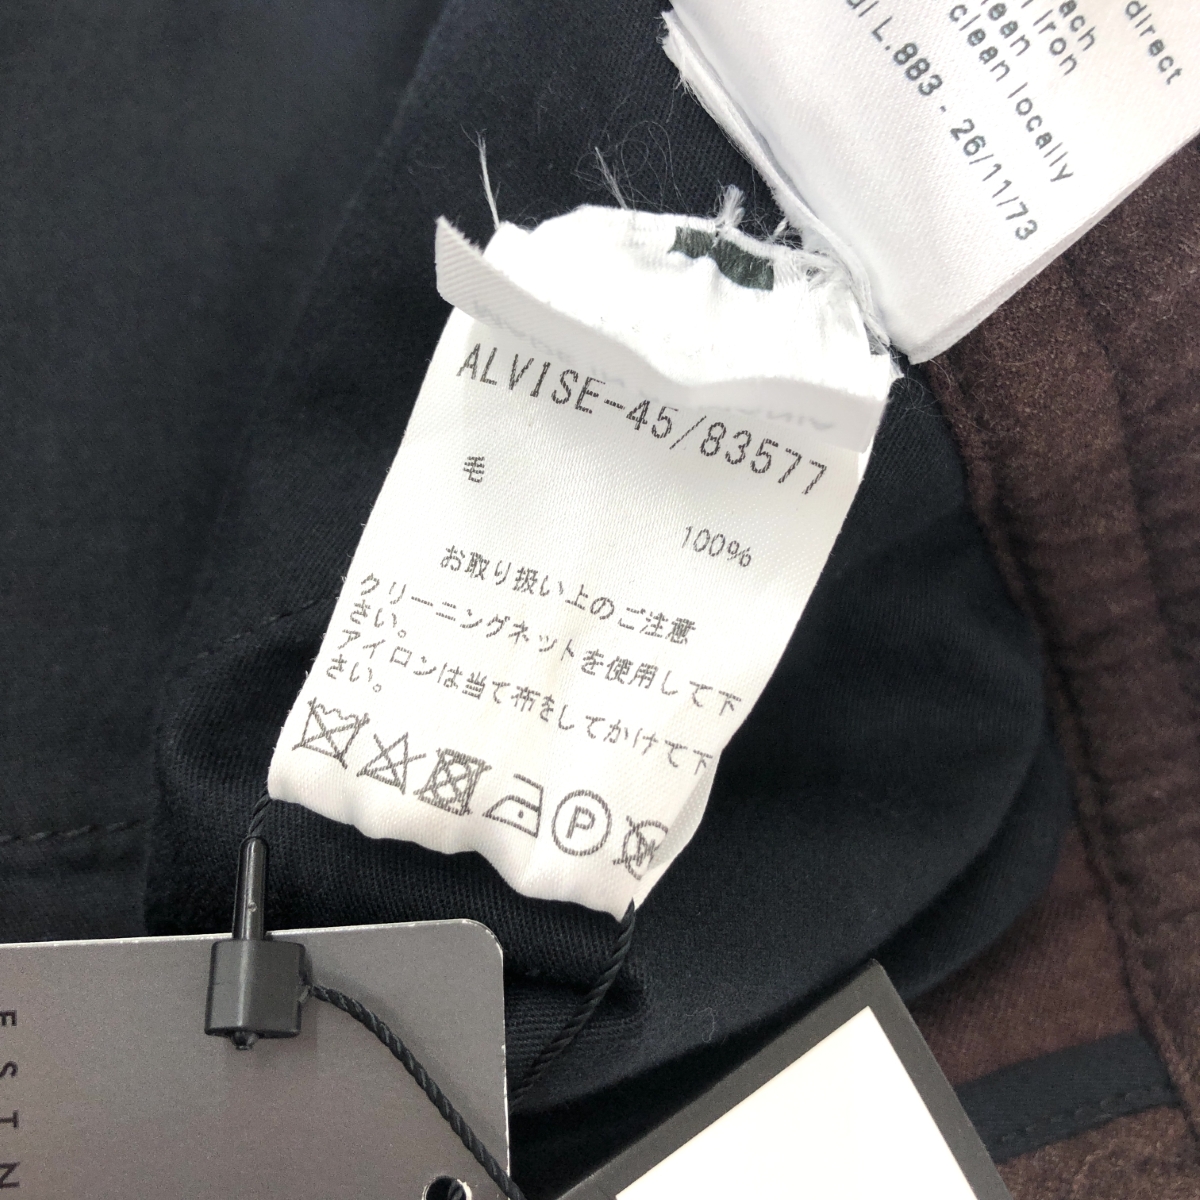 direct
each
l Iron
lean
clean locally
L.883 - 26/11/73
ALVISE-45/83577
毛
100%
お取り扱い上のご注意
クリーニングネットを使用して下
さい。
アイロンは当て布をしてかけて下
さい。
P
W
ESTN